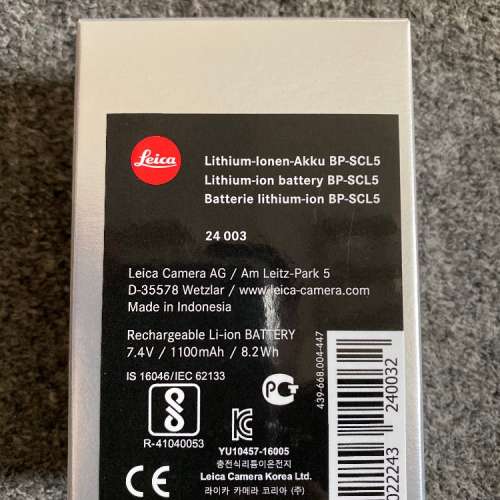 Leica
Lithium-Ionen-Akku BP-SCL5
Lithium-ion battery BP-SCL5
Batterie lithium-ion BP-SCL5
24 003
Leica Camera AG / Am Leitz-Park 5
D-35578 Wetzlar / www.leica-camera.com
Made in Indonesia
Rechargeable Li-ion BATTERY
7.4V / 1100mAh / 8.2Wh
IS 16046/IEC 62133
R-41040053
PCT
KC
YU10457-16005
충전식리튬이온전지
Leica Camera Korea Ltd.
라이카 카메라 코리아 (주)
CE
439-668.004-447
240032
022243